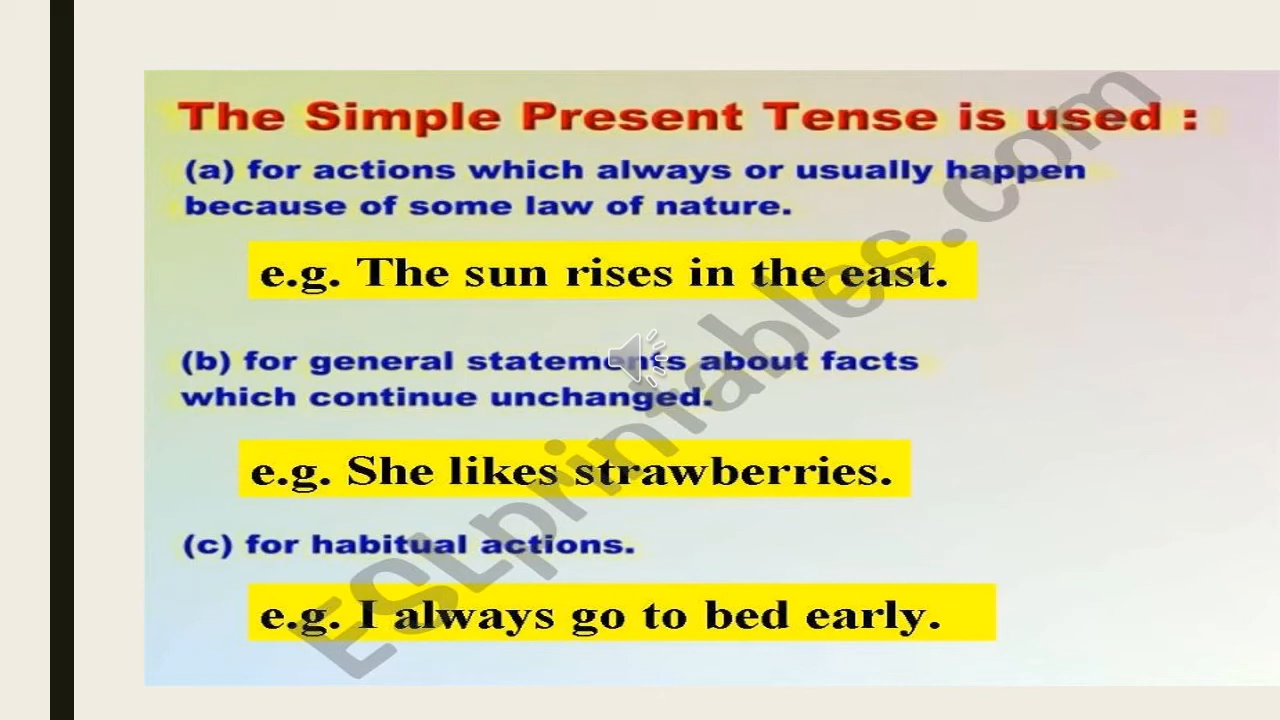 The Simple Present Tense is used :
(a) for actions which always or usually happen
because of some law of nature.
e.g. The sun rises in the east.
(b) for general statements about facts
which continue unchanged.
e.g. She likes strawberries.
(c) for habitual actions.
e.g. I always go to bed early.
ESLprintables.com